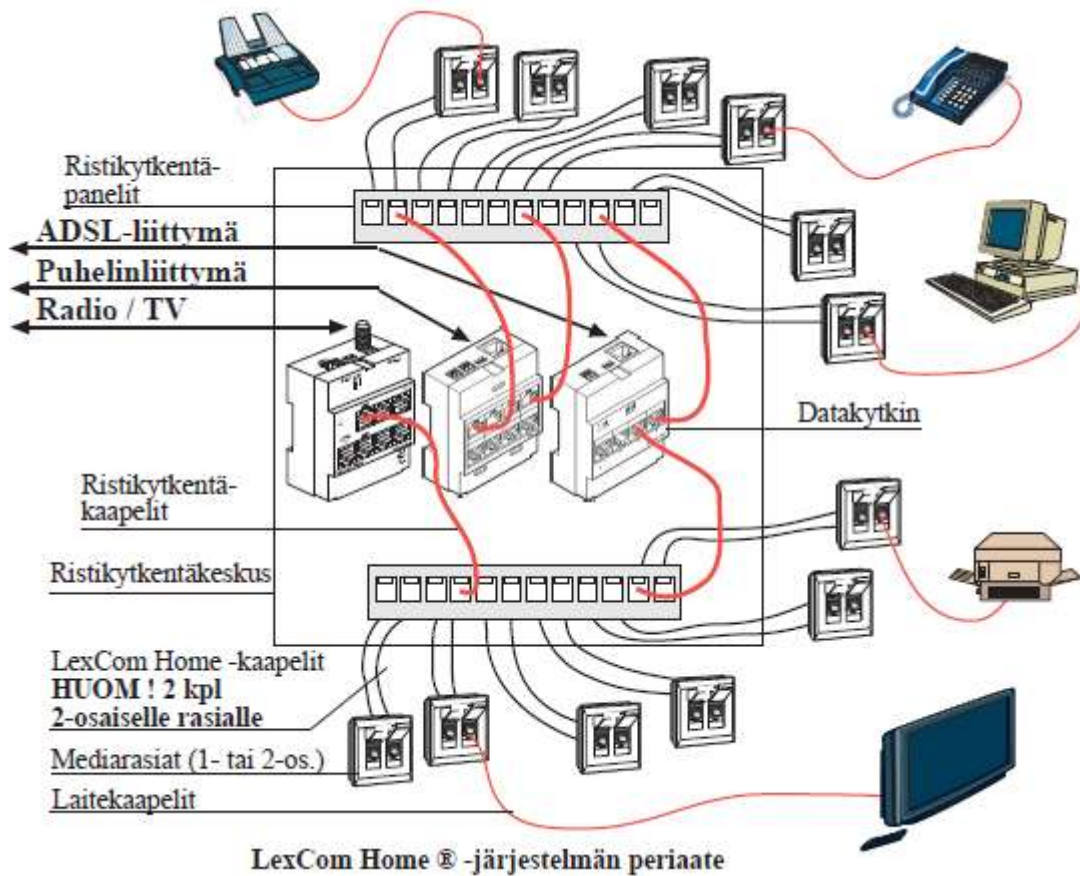 Ristikytkentä-
panelit
ADSL-liittymä
Puhelinliittymä
Radio / TV
Datakytkin
Ristikytkentä-
kaapelit
Ristikytkentäkeskus
LexCom Home -kaapelit
HUOM ! 2 kpl
2-osaiselle rasialle
Mediarasiat (1- tai 2-os.)
Laitekaapelit
LexCom Home ® -järjestelmän periaate